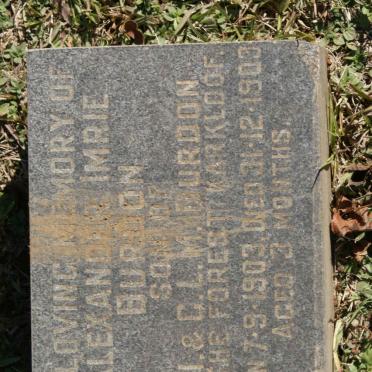 LOVING MEMORY OF
LEXANDER IMRIE
BURDON
SON OF
& C.L.M. BURDON
THE FOREST KARKLOOF
N 7·9·1903. DIED 31·12·1903
AGED 3 MONTHS.